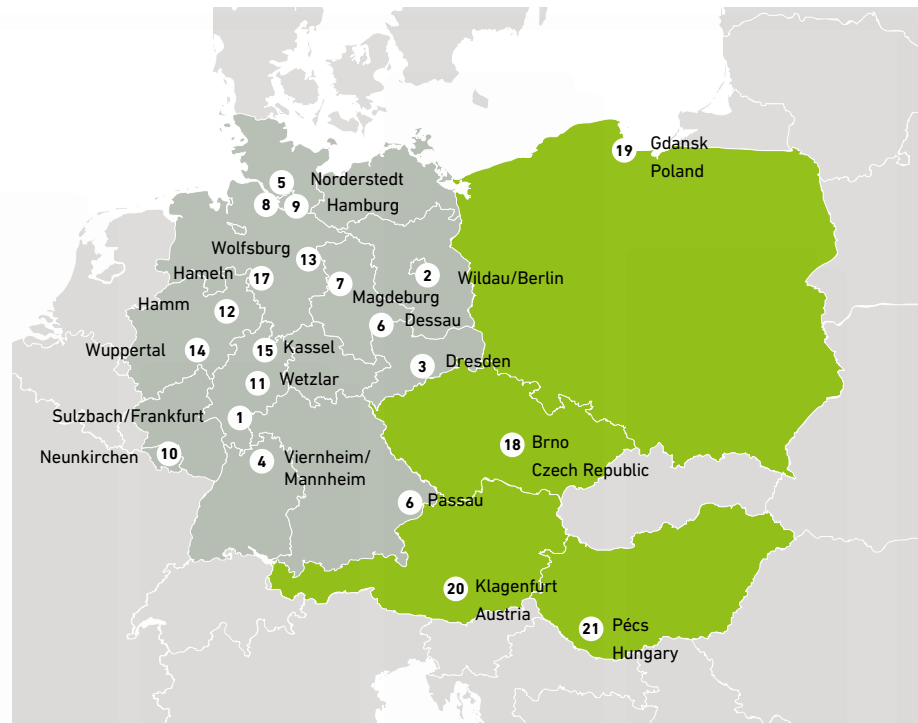 19 Gdansk
Poland
5 Norderstedt
8 9 Hamburg
Wolfsburg 13
Hameln 17
2 Wildau/Berlin
7 Magdeburg
Hamm 12
6 Dessau
Wuppertal 14
15 Kassel
3 Dresden
11 Wetzlar
Sulzbach/Frankfurt 1
Neunkirchen 10
4 Viernheim/
Mannheim
18 Brno
Czech Republic
6 Passau
20 Klagenfurt
Austria
21 Pécs
Hungary